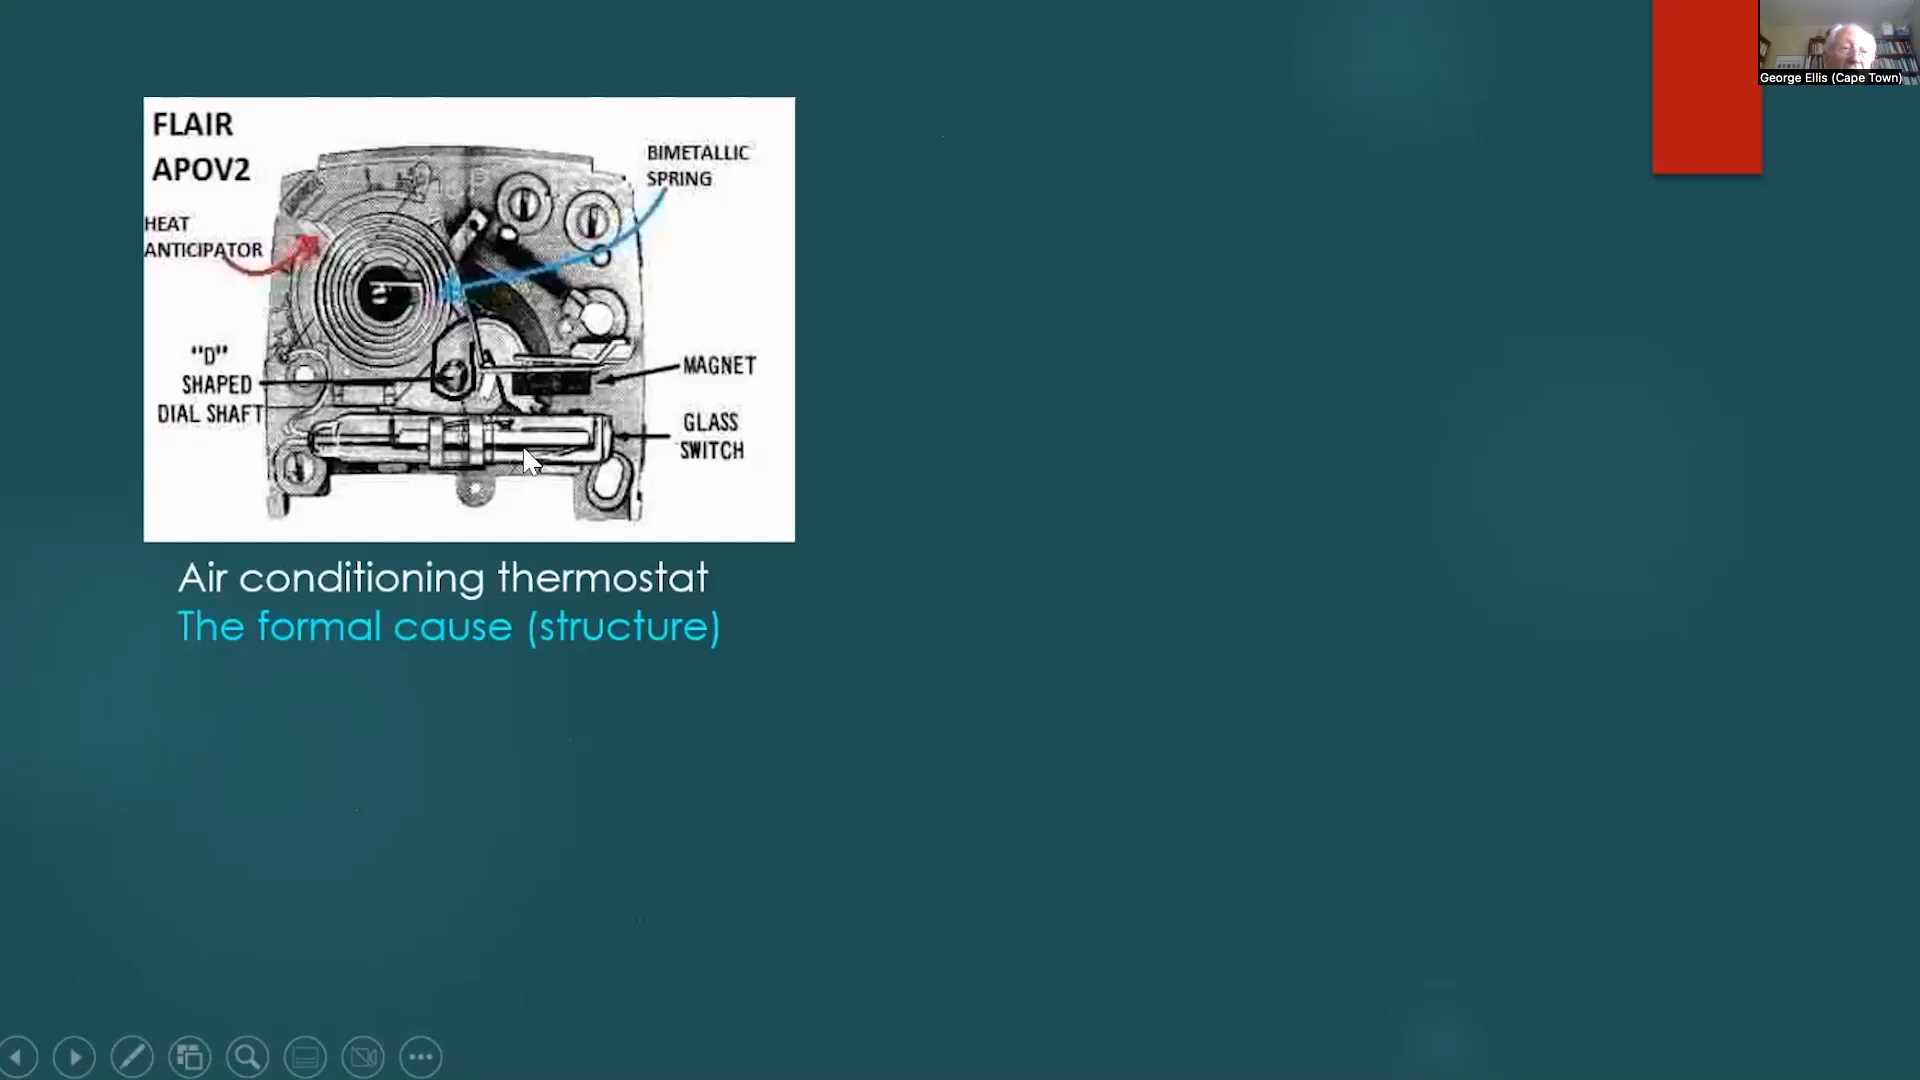 George Ellis (Cape Town)
FLAIR
APOV2
BIMETALLIC
SPRING
HEAT
ANTICIPATOR
"D"
SHAPED
DIAL SHAFT
MAGNET
GLASS
SWITCH
Air conditioning thermostat
The formal cause (structure)